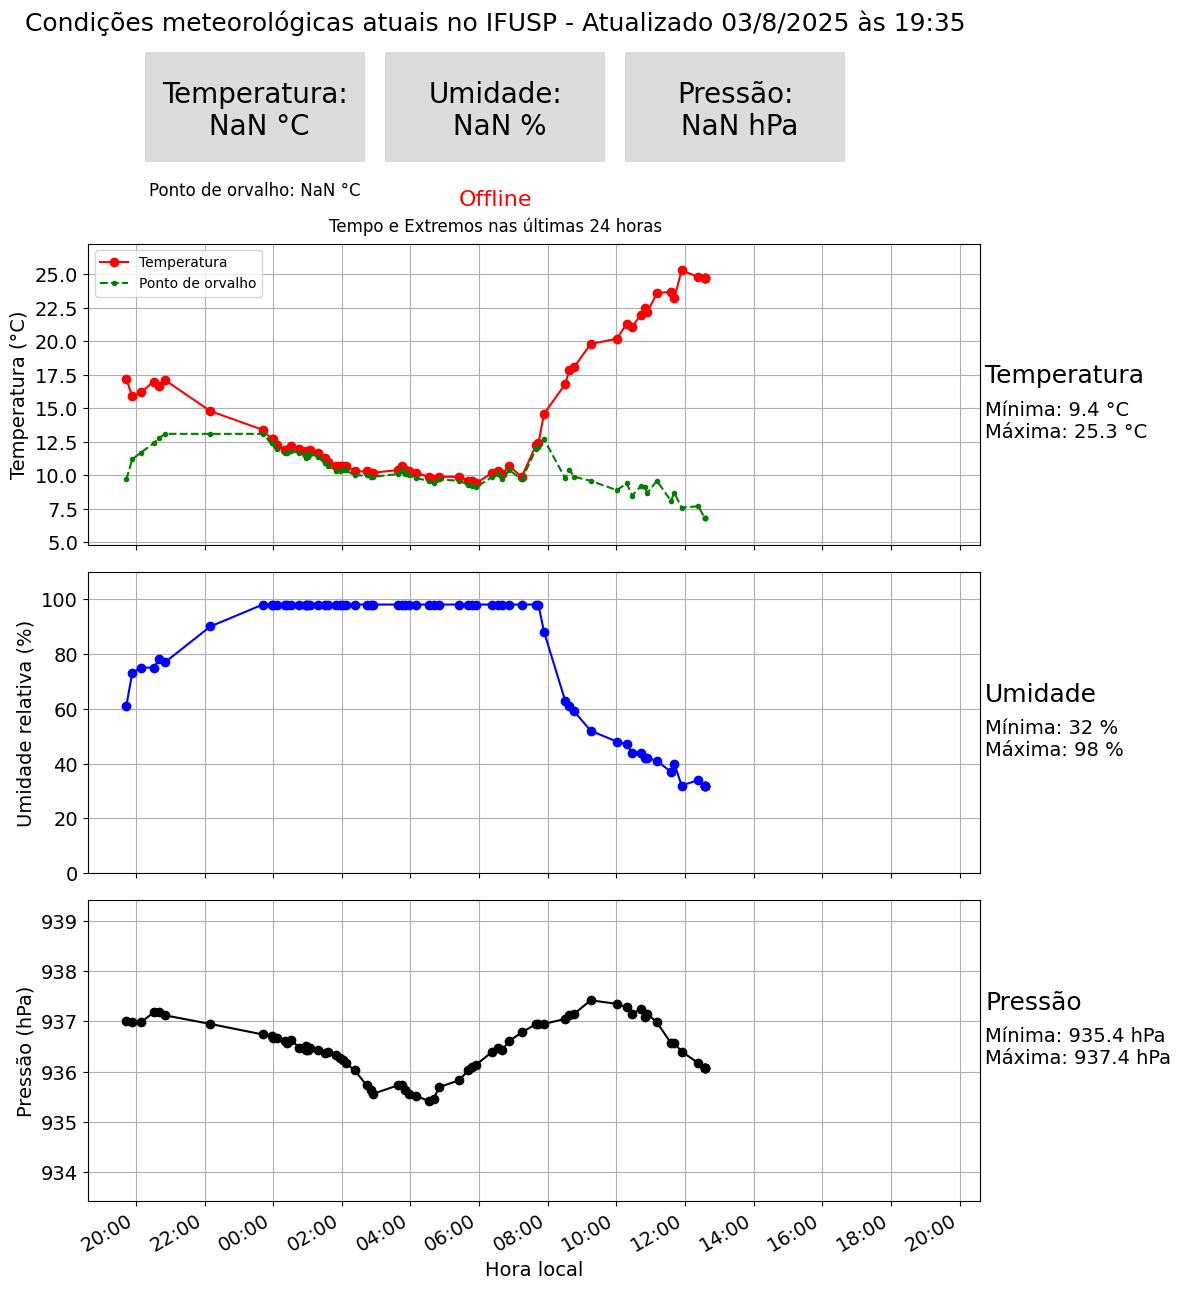 Condições meteorológicas atuais no IFUSP - Atualizado 03/8/2025 às 19:35
Temperatura:
NaN °C
Umidade:
NaN %
Pressão:
NaN hPa
Ponto de orvalho: NaN °C
Offline
Tempo e Extremos nas últimas 24 horas
Temperatura (°C)
25.0
22.5
20.0
17.5
15.0
12.5
10.0
7.5
5.0
Temperatura
Ponto de orvalho
Temperatura
Mínima: 9.4 °C
Máxima: 25.3 °C
Umidade relativa (%)
100
80
60
40
20
0
Umidade
Mínima: 32 %
Máxima: 98 %
Pressão (hPa)
939
938
937
936
935
934
Pressão
Mínima: 935.4 hPa
Máxima: 937.4 hPa
20:00
22:00
00:00
02:00
04:00
06:00
08:00
10:00
12:00
14:00
16:00
18:00
20:00
Hora local